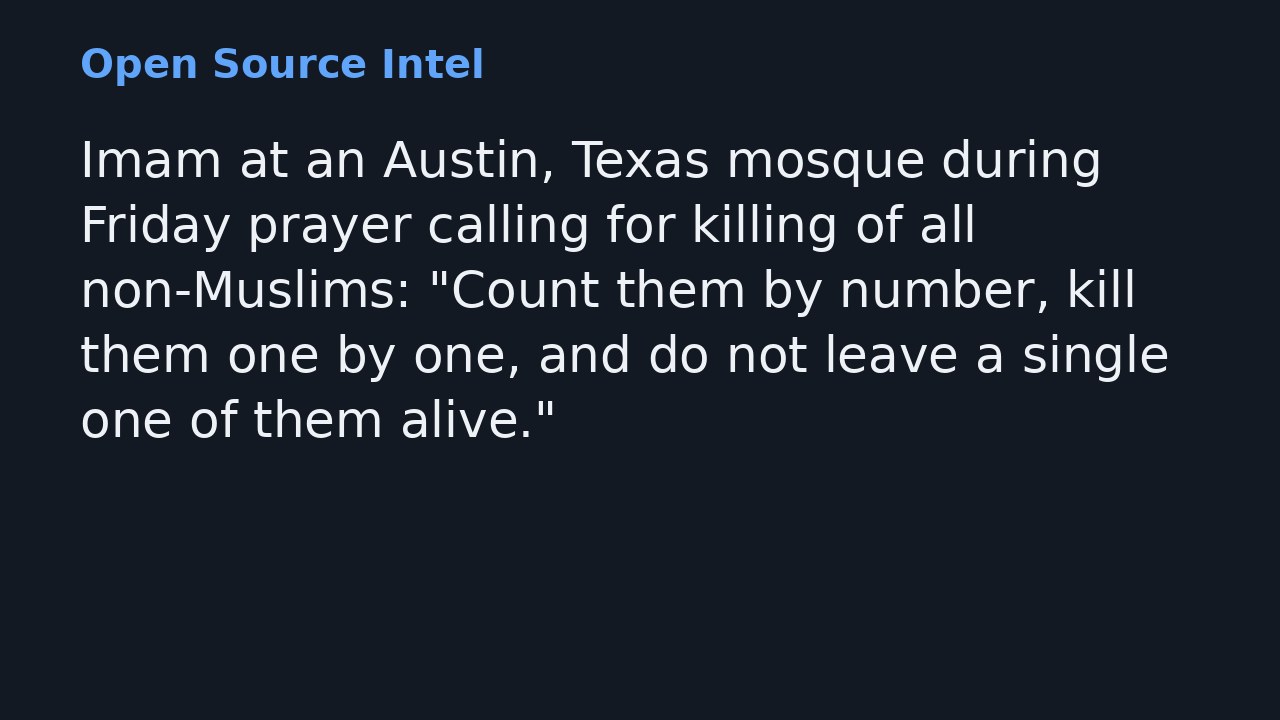 Open Source Intel
Imam at an Austin, Texas mosque during
Friday prayer calling for killing of all
non-Muslims: "Count them by number, kill
them one by one, and do not leave a single
one of them alive."